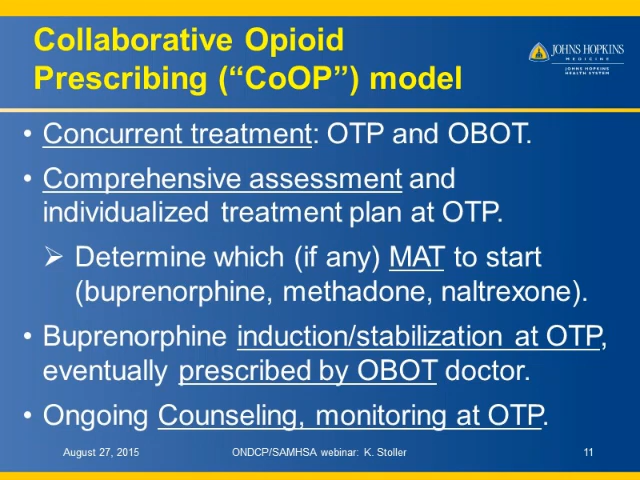 Collaborative Opioid
Prescribing (“CoOP”) model
JOHNS HOPKINS
MEDICINE
JOHNS HOPKINS
HEALTH SYSTEM
• Concurrent treatment: OTP and OBOT.
• Comprehensive assessment and
individualized treatment plan at OTP.
➢ Determine which (if any) MAT to start
(buprenorphine, methadone, naltrexone).
• Buprenorphine induction/stabilization at OTP,
eventually prescribed by OBOT doctor.
• Ongoing Counseling, monitoring at OTP.
August 27, 2015 ONDCP/SAMHSA webinar: K. Stoller 11